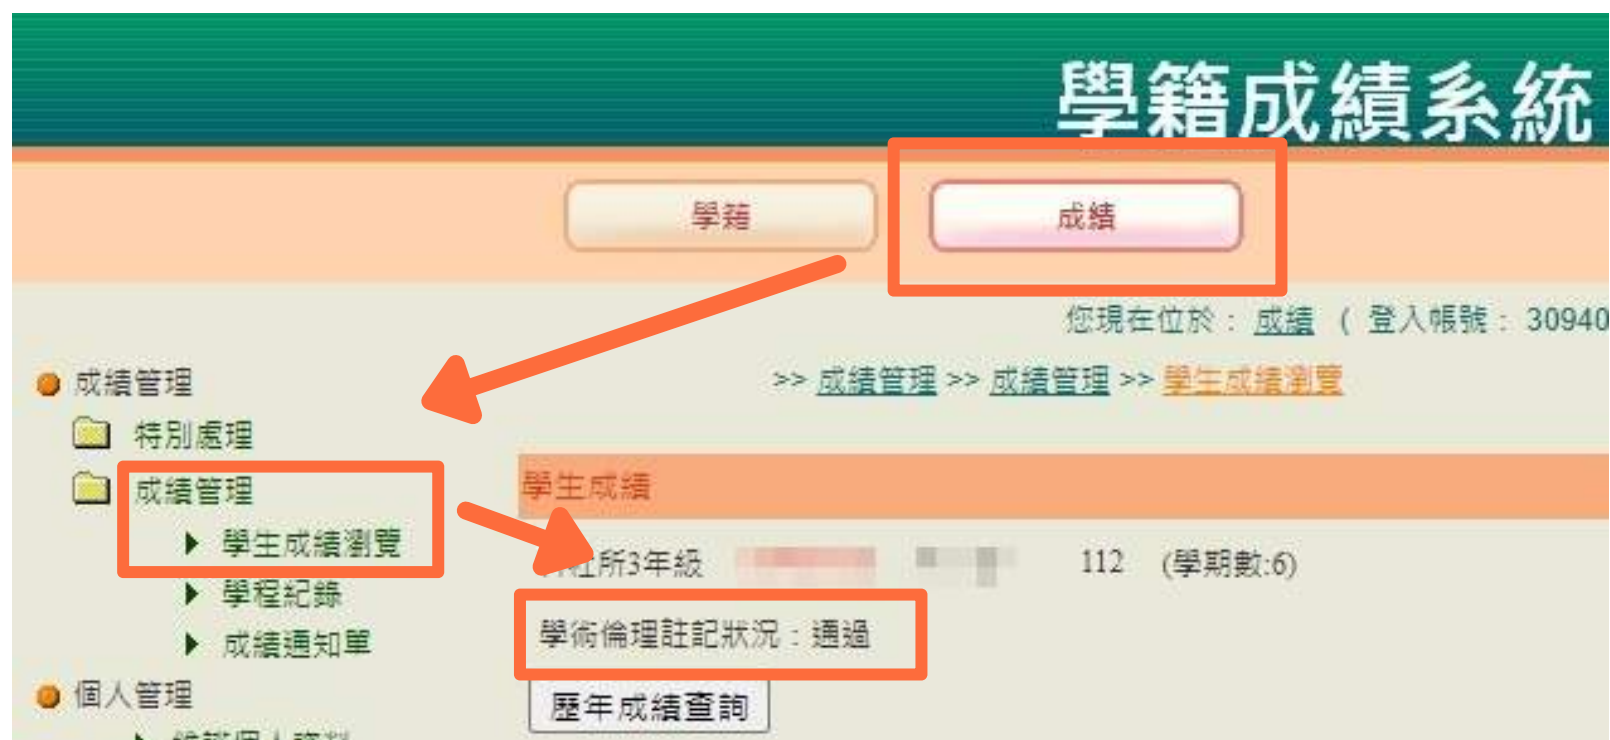 學籍成績系統
學籍
成績
您現在位於： 成績 ( 登入帳號： 30940
>> 成績管理 >> 成績管理 >> 學生成績瀏覽
成績管理
特別處理
成績管理
學生成績瀏覽
學程紀錄
成績通知單
個人管理
學生成績
所3年級 112 (學期數:6)
學術倫理註記狀況：通過
歷年成績查詢